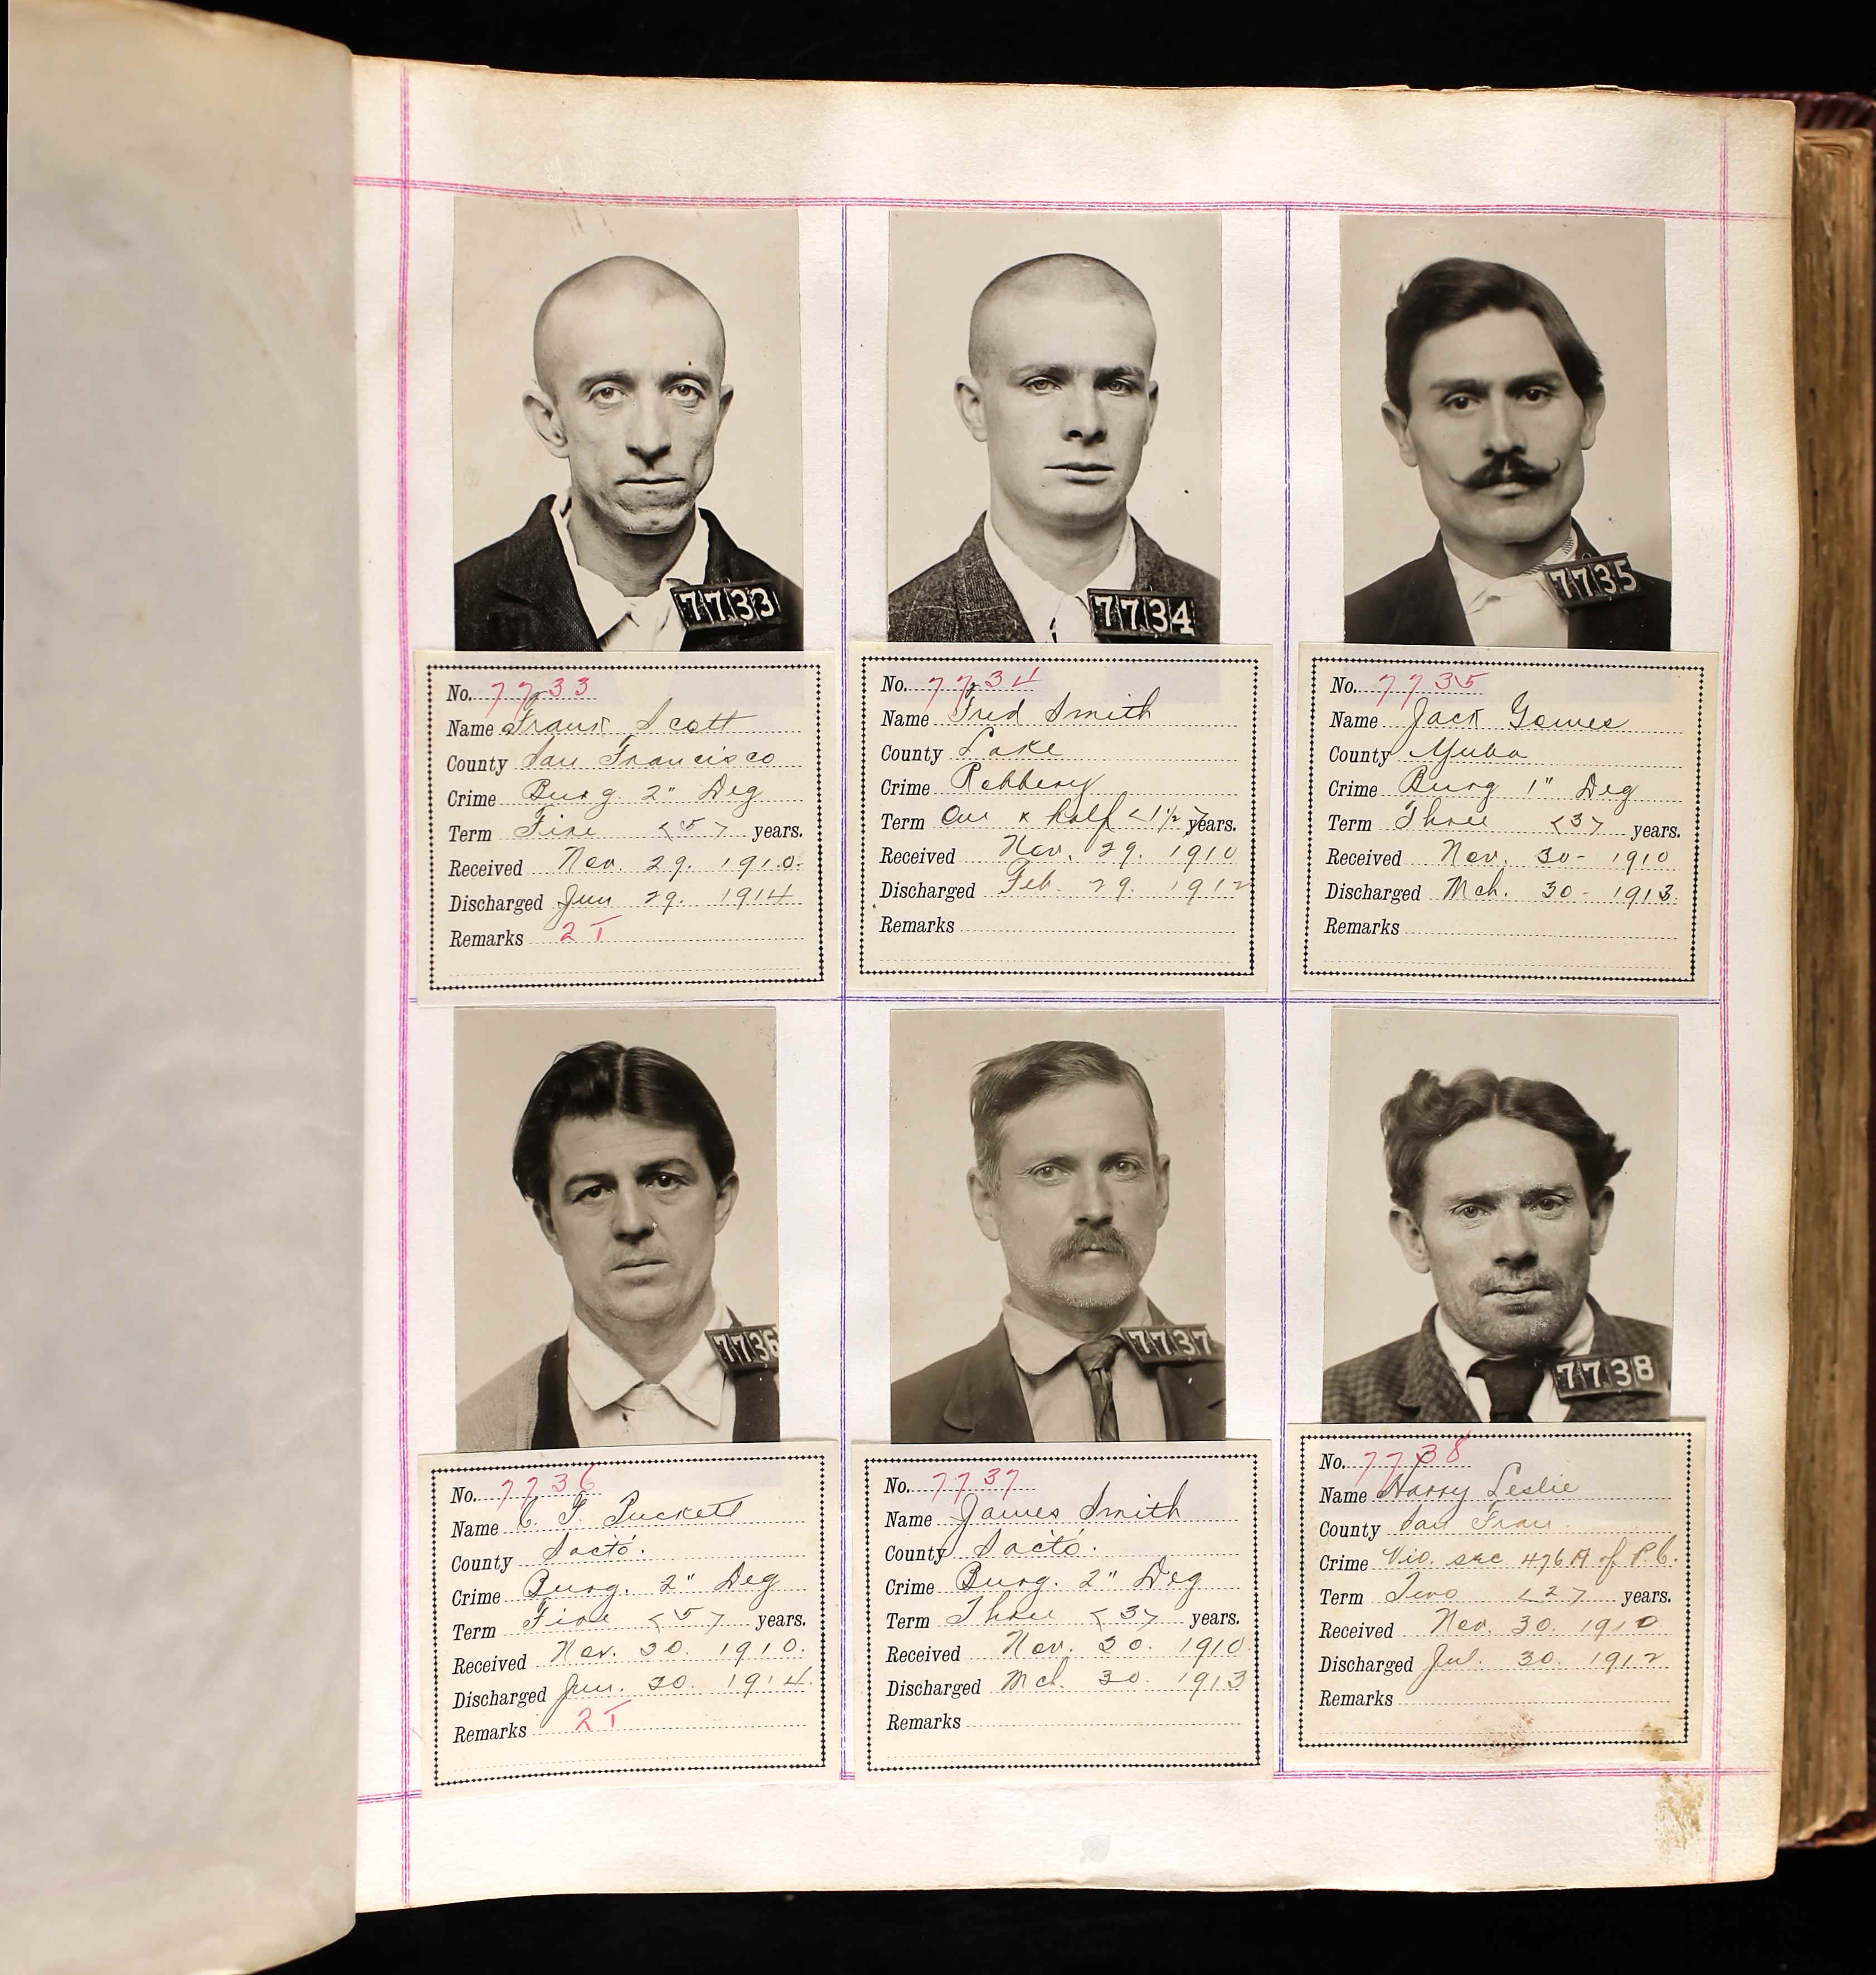 7733
7734
7735
No. 7733
Name Frank Scott
County San Francisco
Crime Burg. 2" Deg
Term Five <5> years.
Received Nov. 29. 1910.
Discharged Jun 29. 1914
Remarks 2 T
No. 7734
Name Fred Smith
County Lake
Crime Robbery
Term One & half <1½> years.
Received Nov. 29. 1910
Discharged Feb. 29. 1912
Remarks
No. 7735
Name Jack Gomes
County Yuba
Crime Burg 1" Deg
Term Three <3> years.
Received Nov. 30 - 1910
Discharged Mch. 30 - 1913.
Remarks
7736
7737
7738
No. 7736
Name C. F. Puckett
County Sacto.
Crime Burg. 2" Deg
Term Five <5> years.
Received Nov. 30. 1910.
Discharged Jun. 30. 1914.
Remarks 2 T
No. 7737
Name James Smith
County Sacto.
Crime Burg. 2" Deg
Term Three <3> years.
Received Nov. 30. 1910
Discharged Mch. 30. 1913
Remarks
No. 7738
Name Harry Leslie
County San Fran.
Crime Vio. sec 476A of P.C.
Term Two <2> years.
Received Nov. 30. 1910
Discharged Jul. 30. 1912
Remarks